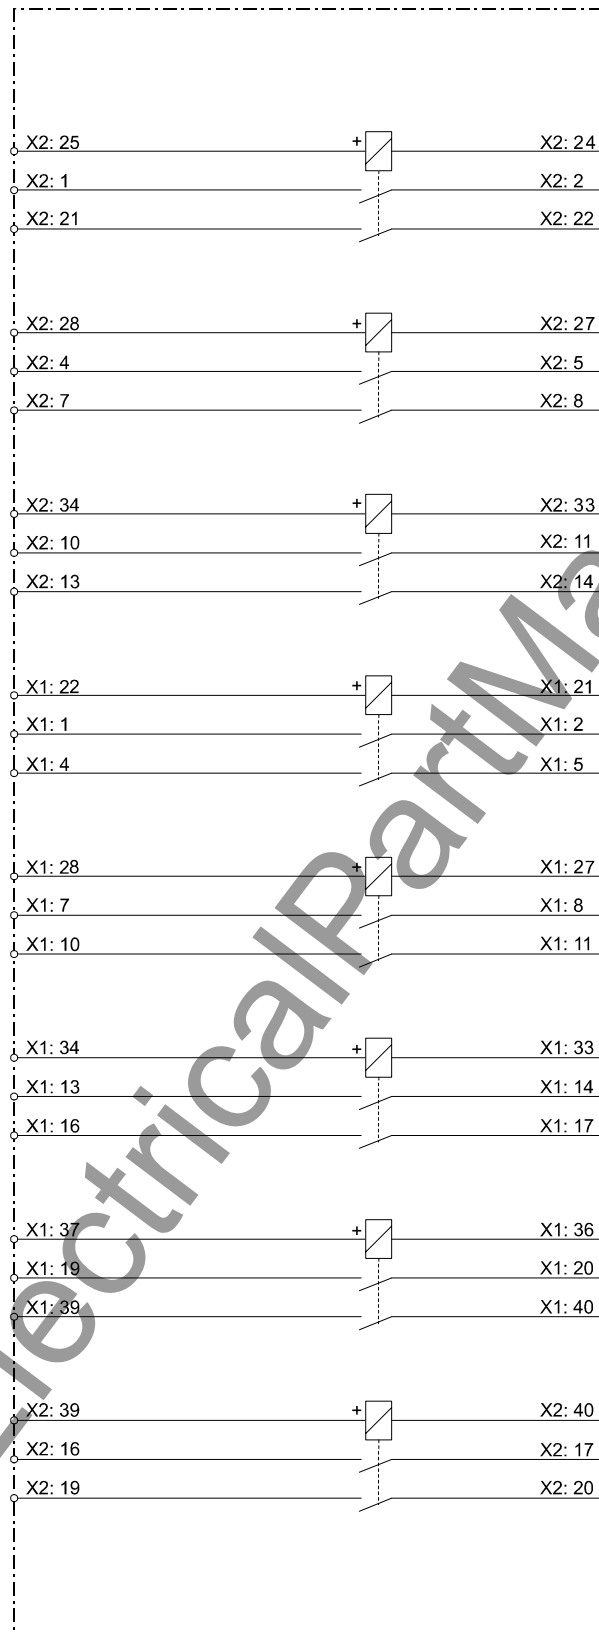 X2: 25 + X2: 24
X2: 1 X2: 2
X2: 21 X2: 22
X2: 28 + X2: 27
X2: 4 X2: 5
X2: 7 X2: 8
X2: 34 + X2: 33
X2: 10 X2: 11
X2: 13 X2: 14
X1: 22 + X1: 21
X1: 1 X1: 2
X1: 4 X1: 5
X1: 28 + X1: 27
X1: 7 X1: 8
X1: 10 X1: 11
X1: 34 + X1: 33
X1: 13 X1: 14
X1: 16 X1: 17
X1: 37 + X1: 36
X1: 19 X1: 20
X1: 39 X1: 40
X2: 39 + X2: 40
X2: 16 X2: 17
X2: 19 X2: 20
ElectricalPartMa